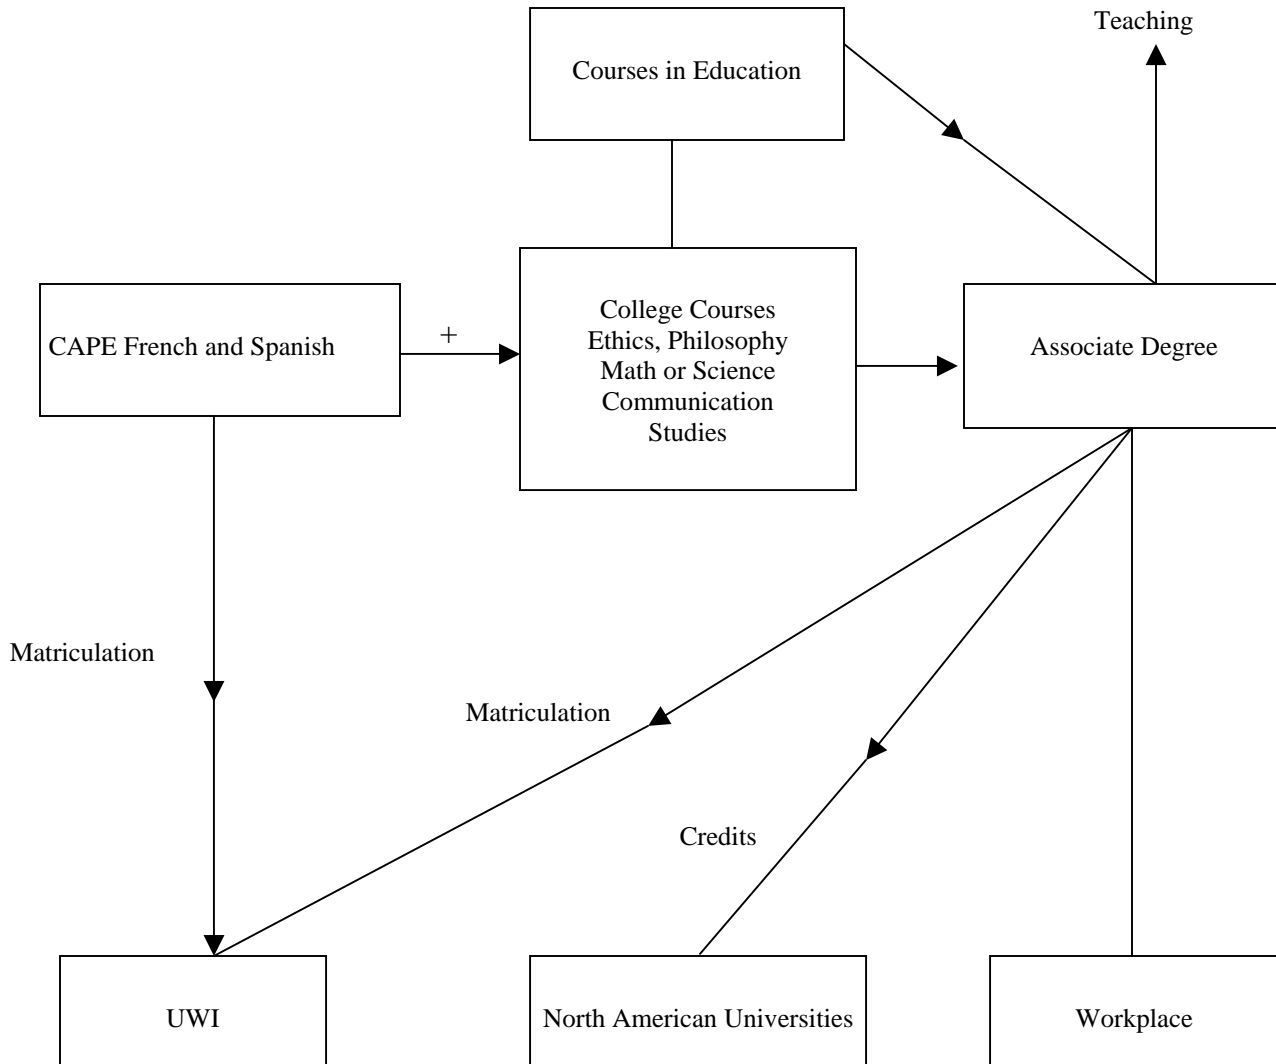 Teaching
Courses in Education
CAPE French and Spanish
+
College Courses
Ethics, Philosophy
Math or Science
Communication
Studies
Associate Degree
Matriculation
Matriculation
Credits
UWI
North American Universities
Workplace